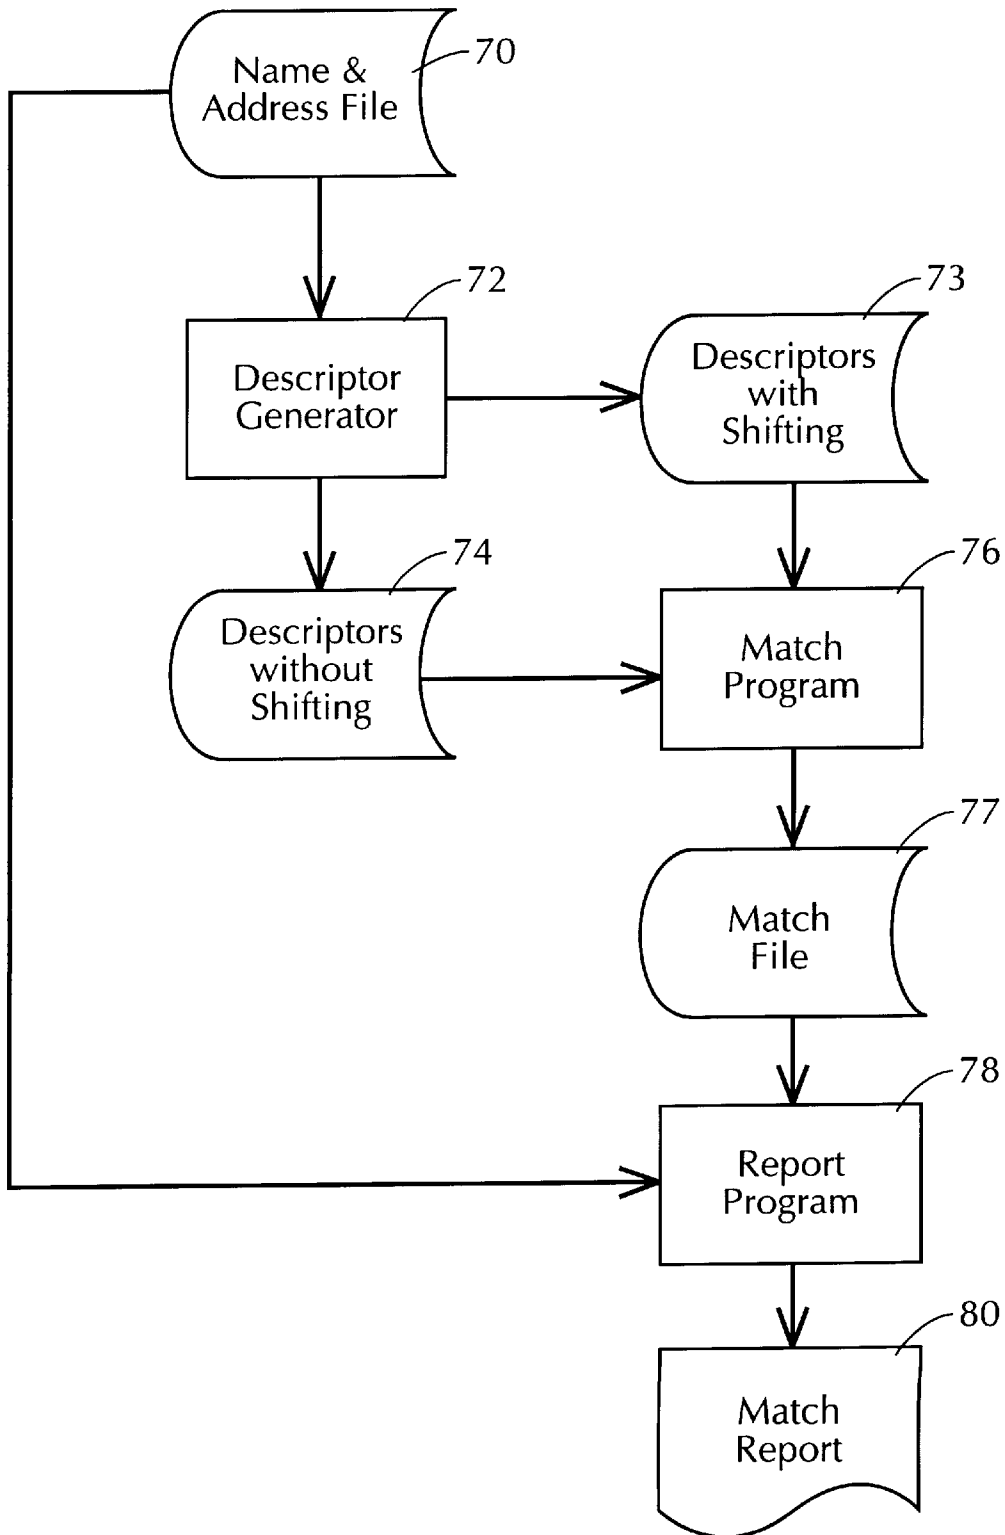 70
Name &
Address File
72
Descriptor
Generator
73
Descriptors
with
Shifting
74
Descriptors
without
Shifting
76
Match
Program
77
Match
File
78
Report
Program
80
Match
Report